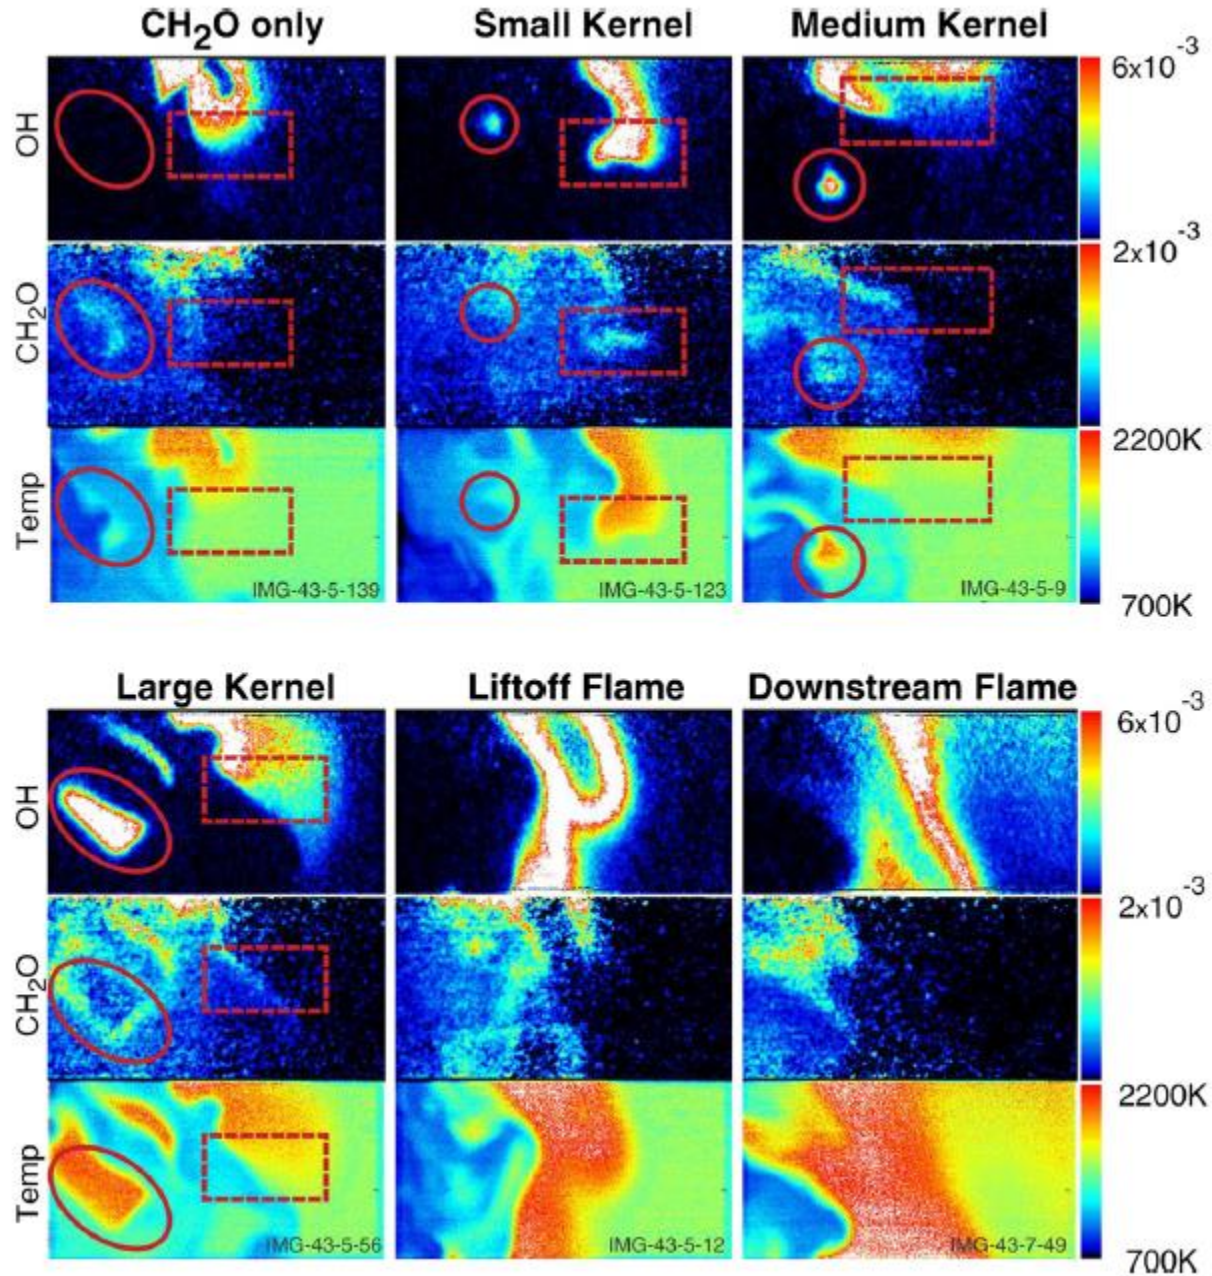 CH₂O only Small Kernel Medium Kernel
OH
6x10⁻³
CH₂O
2x10⁻³
Temp
2200K
IMG-43-5-139 IMG-43-5-123 IMG-43-5-9
700K
Large Kernel Liftoff Flame Downstream Flame
OH
6x10⁻³
CH₂O
2x10⁻³
Temp
2200K
IMG-43-5-56 IMG-43-5-12 IMG-43-7-49
700K